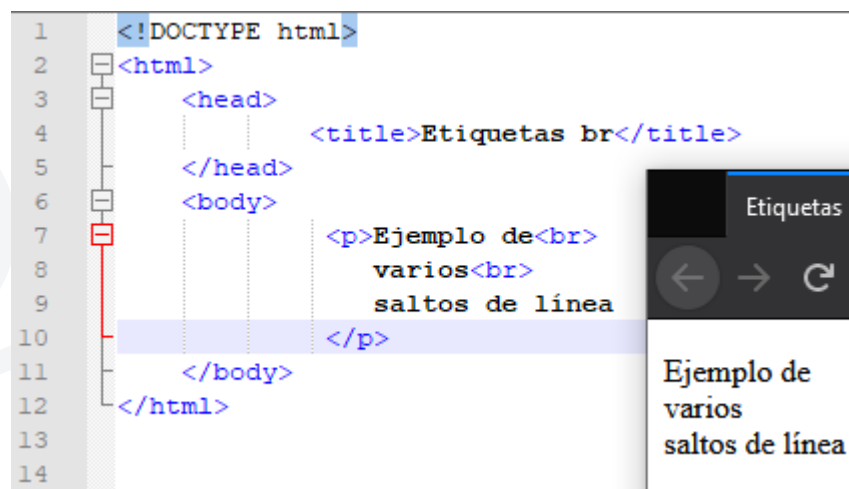 1 <!DOCTYPE html>
2 <html>
3 <head>
4 <title>Etiquetas br</title>
5 </head>
6 <body>
7 <p>Ejemplo de<br>
8 varios<br>
9 saltos de línea
10 </p>
11 </body>
12 </html>
13
14
Etiquetas
Ejemplo de
varios
saltos de línea